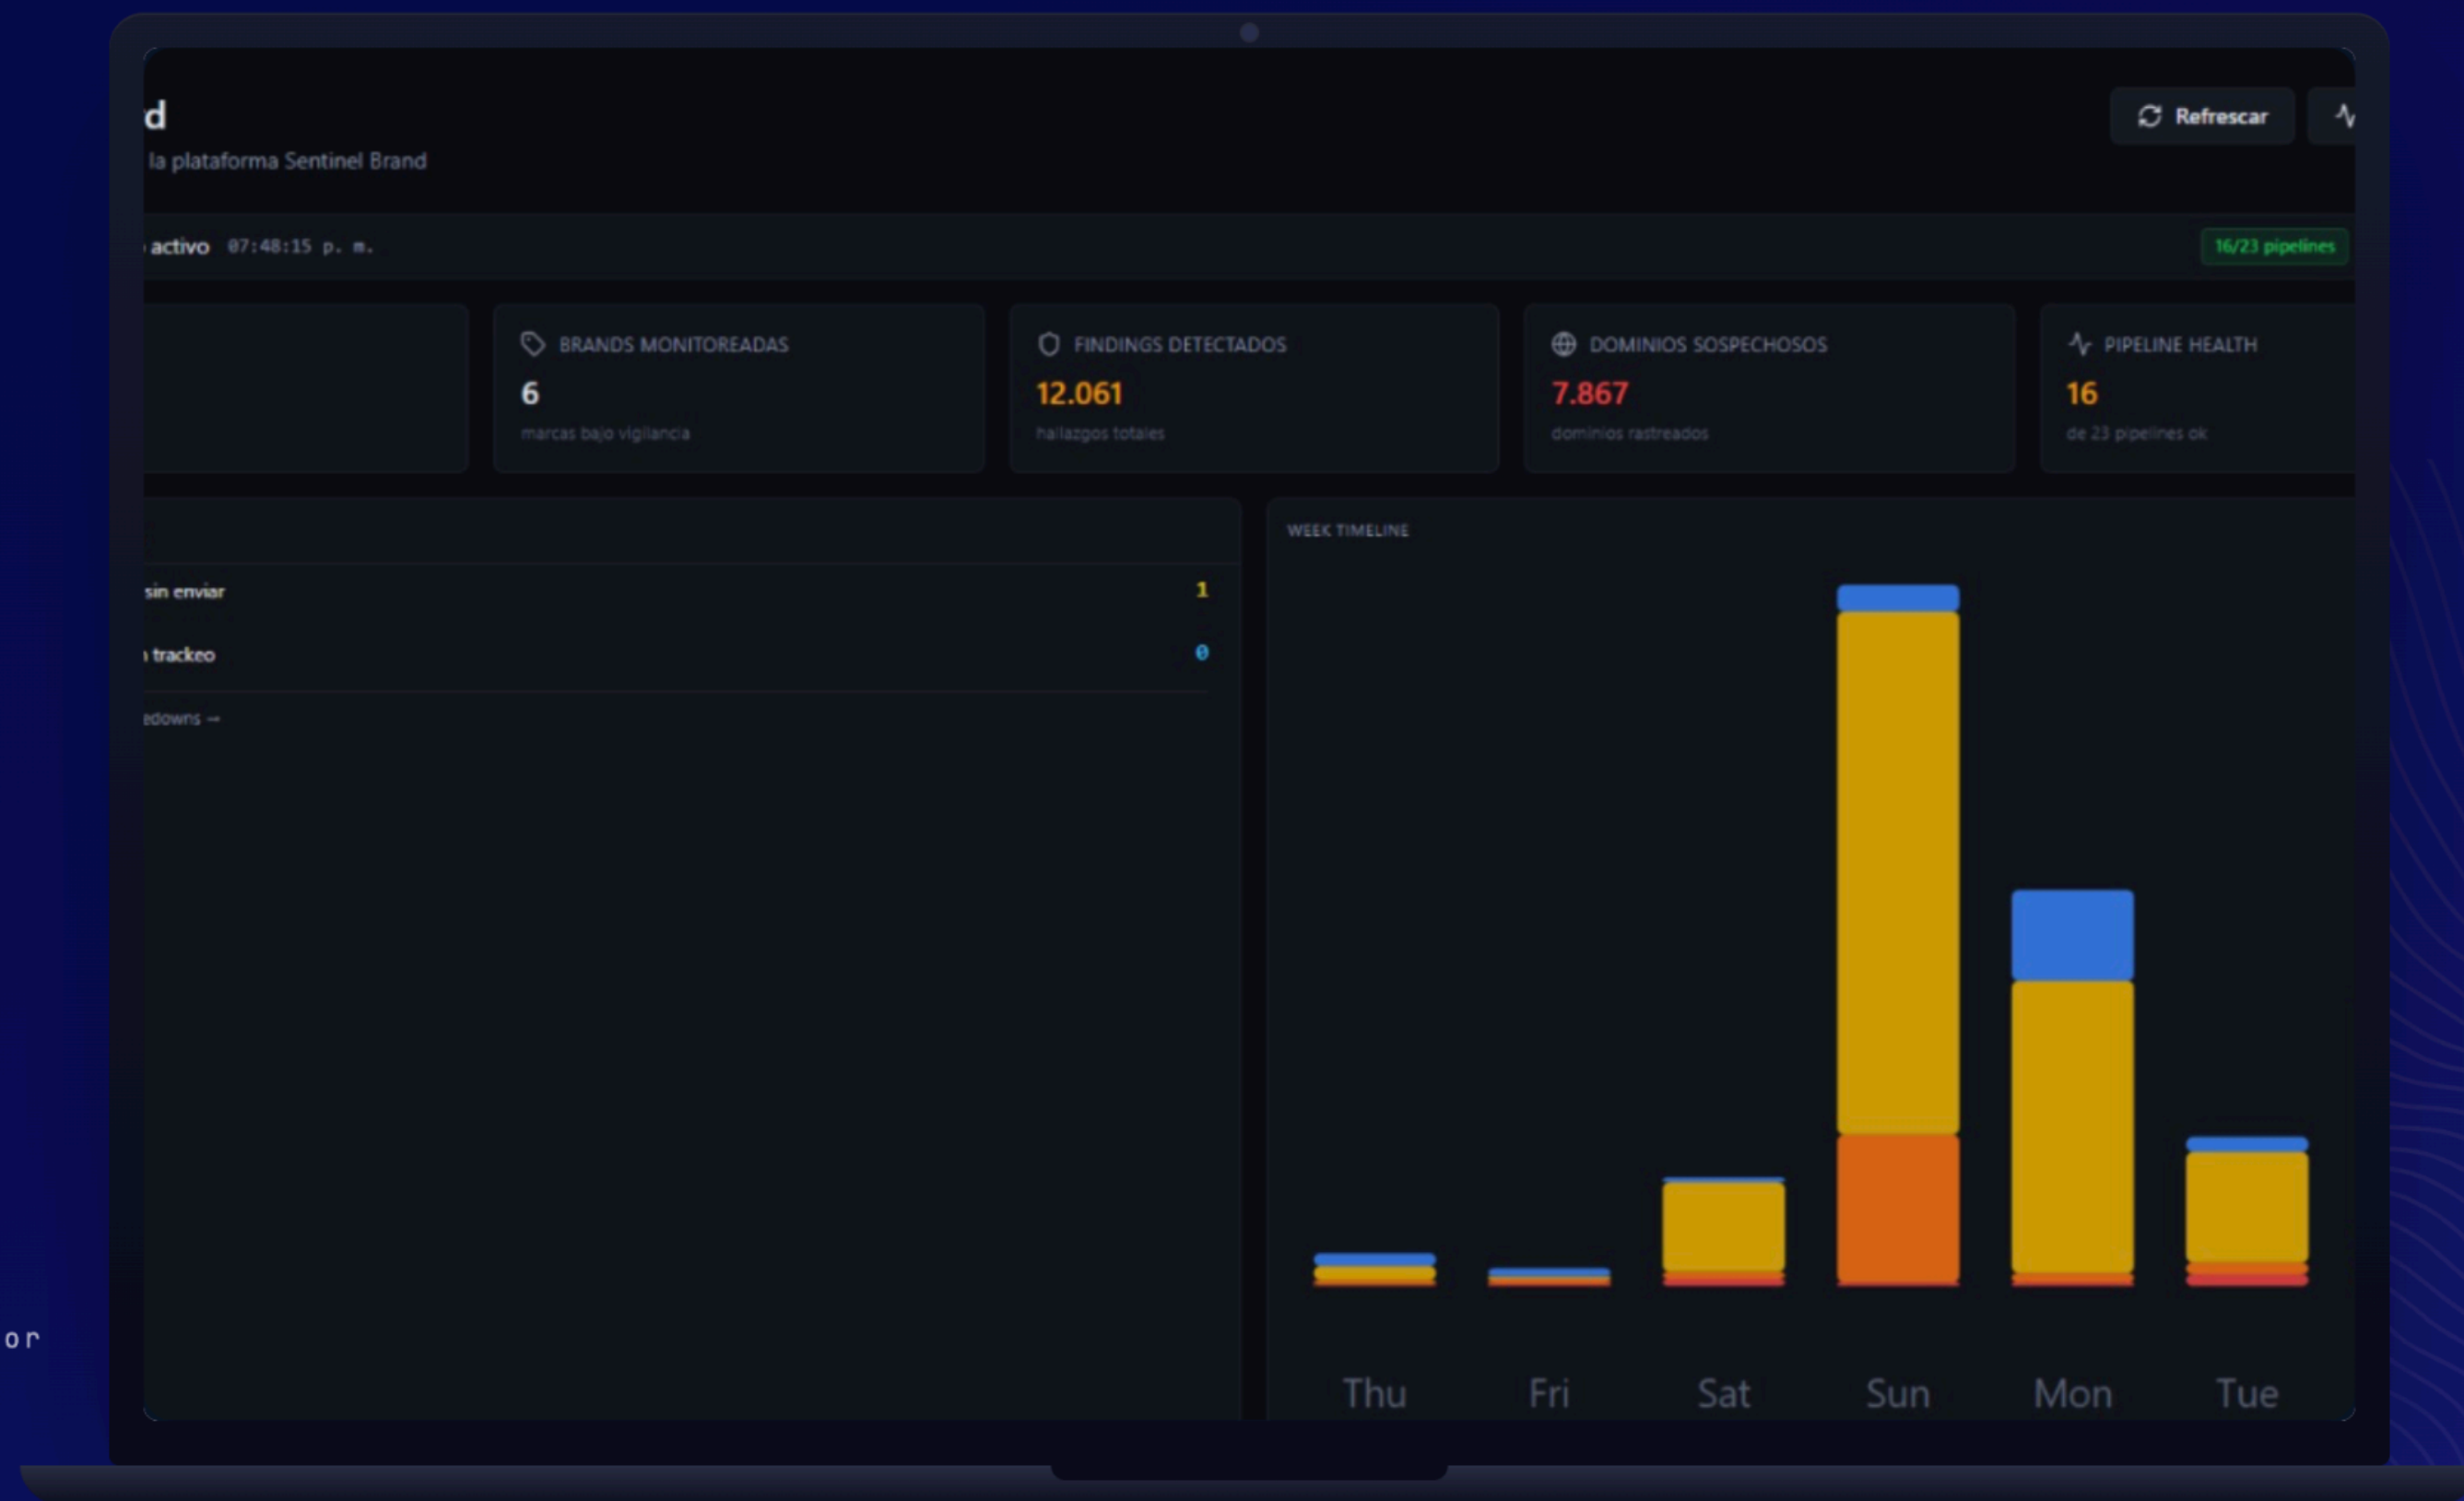 d
Refrescar
la plataforma Sentinel Brand
activo 07:48:15 p. m.
16/23 pipelines
BRANDS MONITOREADAS
6
marcas bajo vigilancia
FINDINGS DETECTADOS
12.061
hallazgos totales
DOMINIOS SOSPECHOSOS
7.867
dominios rastreados
PIPELINE HEALTH
16
de 23 pipelines ok
sin enviar 1
trackeo 0
edowns →
WEEK TIMELINE
Thu Fri Sat Sun Mon Tue
or